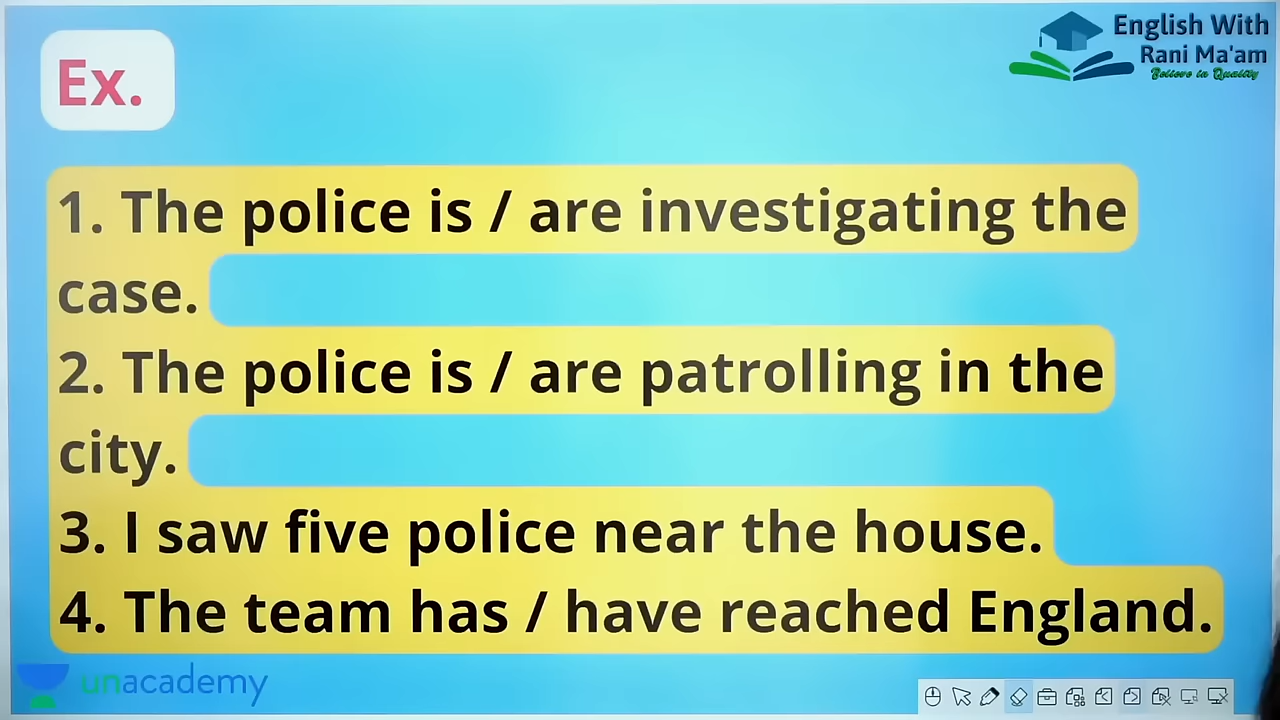 English With
Rani Ma'am
Believe in Quality
Ex.
1. The police is / are investigating the
case.
2. The police is / are patrolling in the
city.
3. I saw five police near the house.
4. The team has / have reached England.
unacademy